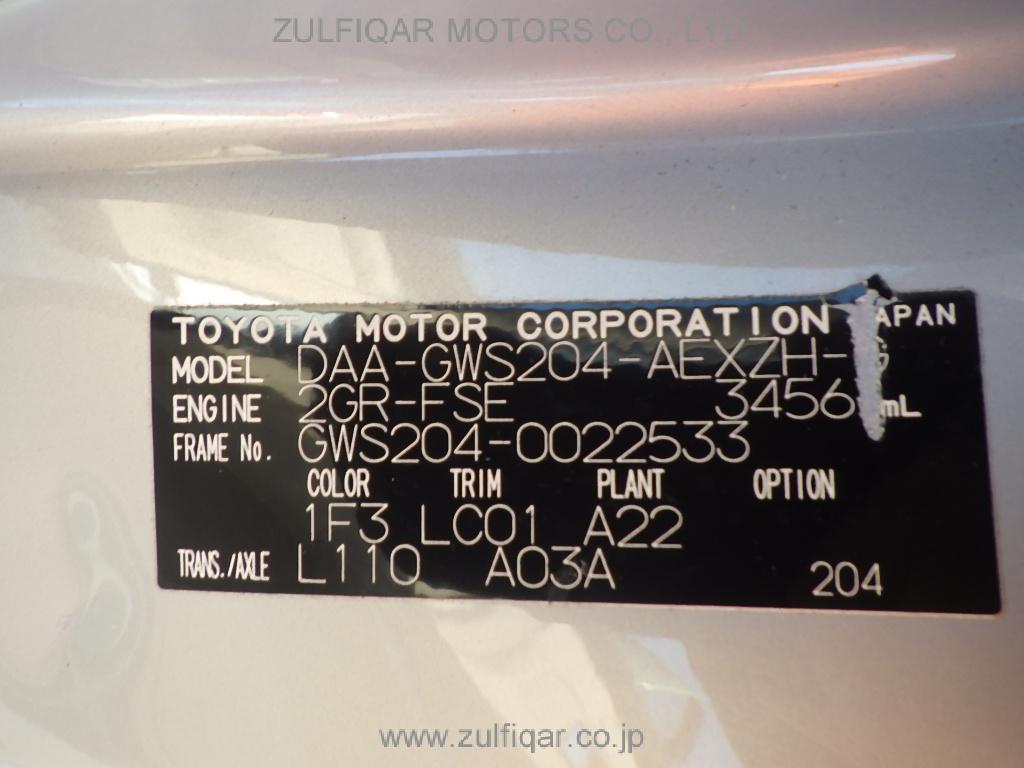 ZULFIQAR MOTORS CO., LTD
TOYOTA MOTOR CORPORATION JAPAN
MODEL DAA-GWS204-AEXZH-
ENGINE 2GR-FSE 3456 mL
FRAME No. GWS204-0022533
COLOR TRIM PLANT OPTION
1F3 LC01 A22
TRANS./AXLE L110 A03A 204
www.zulfiqar.co.jp